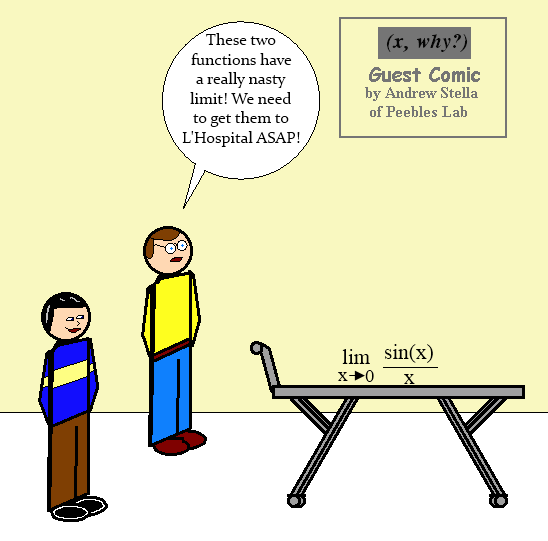 (x, why?)
Guest Comic
by Andrew Stella
of Peebles Lab
These two
functions have
a really nasty
limit! We need
to get them to
L'Hospital ASAP!
lim sin(x)
x→0 x